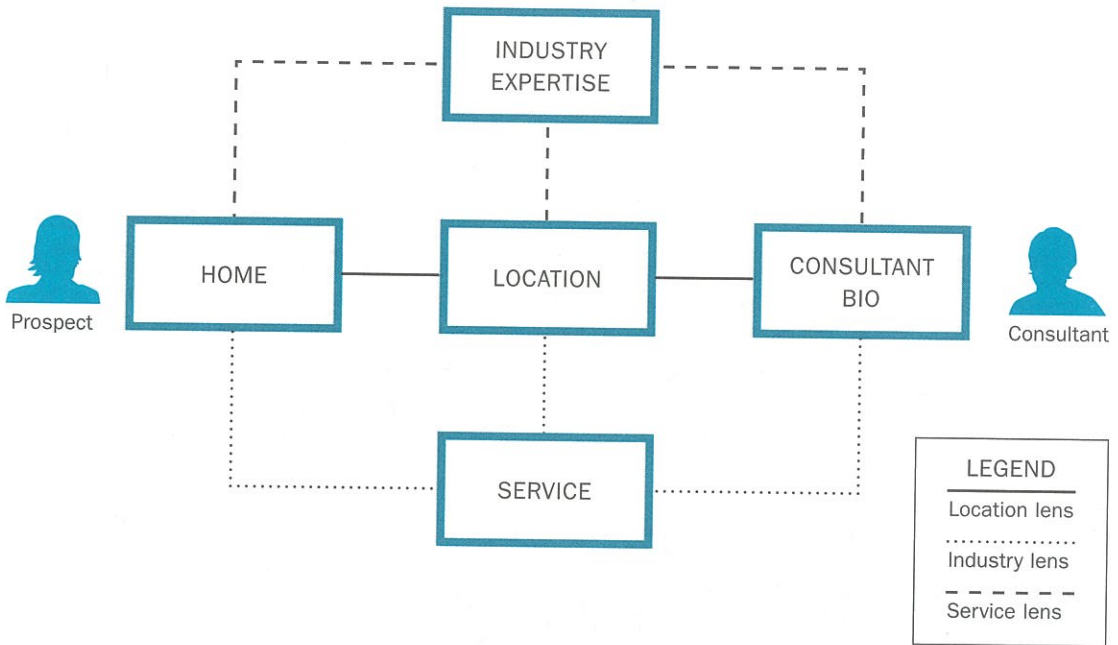 INDUSTRY
EXPERTISE
HOME
LOCATION
CONSULTANT
BIO
Prospect
Consultant
SERVICE
LEGEND
Location lens
Industry lens
Service lens